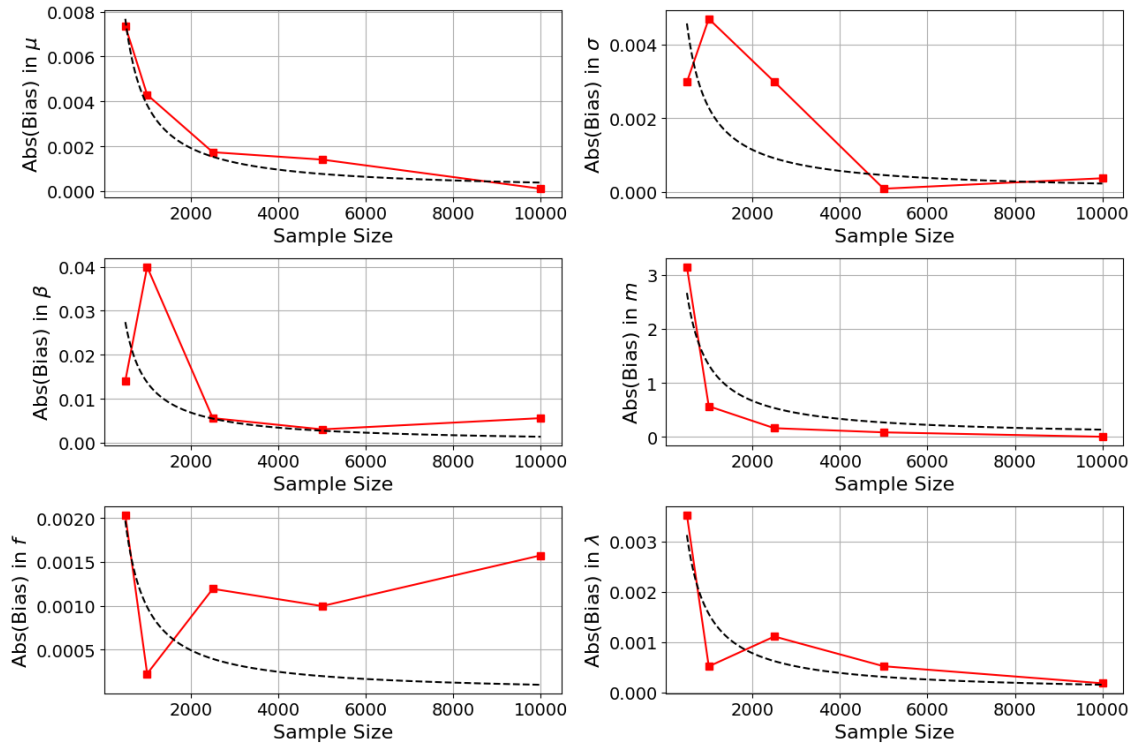 Abs(Bias) in μ
0.008
0.006
0.004
0.002
0.000
2000 4000 6000 8000 10000
Sample Size
Abs(Bias) in σ
0.004
0.002
0.000
2000 4000 6000 8000 10000
Sample Size
Abs(Bias) in β
0.04
0.03
0.02
0.01
0.00
2000 4000 6000 8000 10000
Sample Size
Abs(Bias) in m
3
2
1
0
2000 4000 6000 8000 10000
Sample Size
Abs(Bias) in f
0.0020
0.0015
0.0010
0.0005
2000 4000 6000 8000 10000
Sample Size
Abs(Bias) in λ
0.003
0.002
0.001
0.000
2000 4000 6000 8000 10000
Sample Size